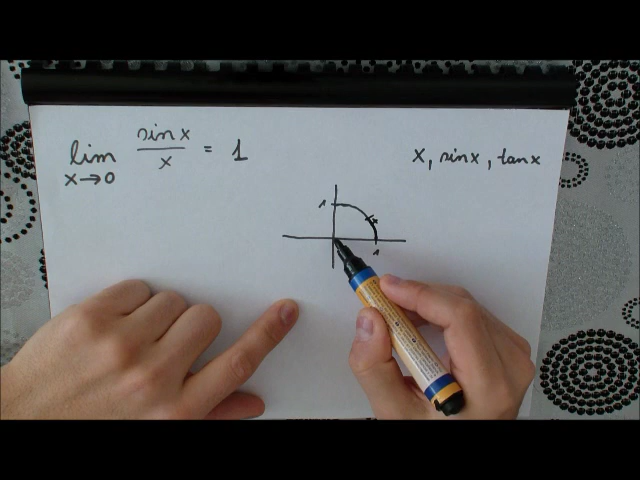 lim sin x / x = 1
x → 0
x, sin x, tan x
1
x
1